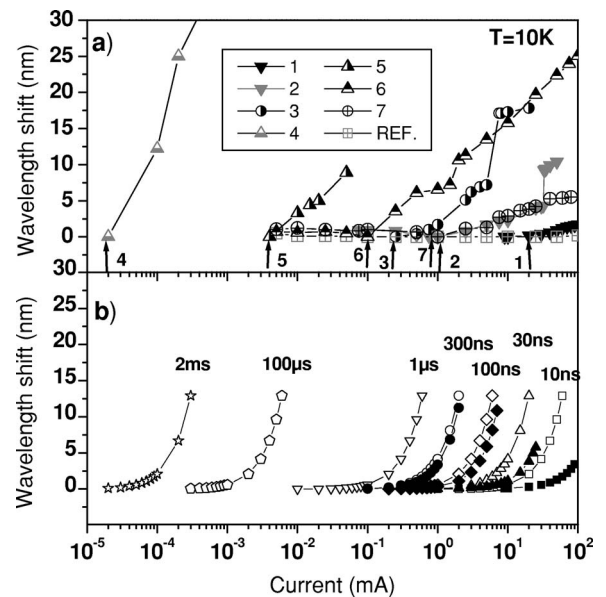 a)
T=10K
Wavelength shift (nm)
30
25
20
15
10
5
0
1
2
3
4
5
6
7
REF.
4
5
6
3
7
2
1
b)
Wavelength shift (nm)
30
25
20
15
10
5
0
2ms
100µs
1µs
300ns
100ns
30ns
10ns
10⁻⁵
10⁻⁴
10⁻³
10⁻²
10⁻¹
10⁰
10¹
10²
Current (mA)